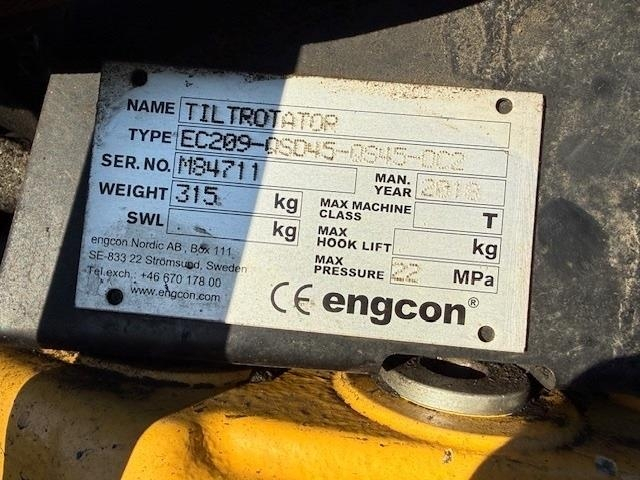 NAME TILTROTATOR
TYPE EC209-QSD45-QS45-QC2
SER. NO. M84711
MAN. YEAR 2018
WEIGHT 315 kg
MAX MACHINE CLASS T
SWL kg
MAX HOOK LIFT kg
MAX PRESSURE 22 MPa
engcon Nordic AB, Box 111
SE-833 22 Strömsund, Sweden
Tel.exch.: +46 670 178 00
www.engcon.com
CE engcon®